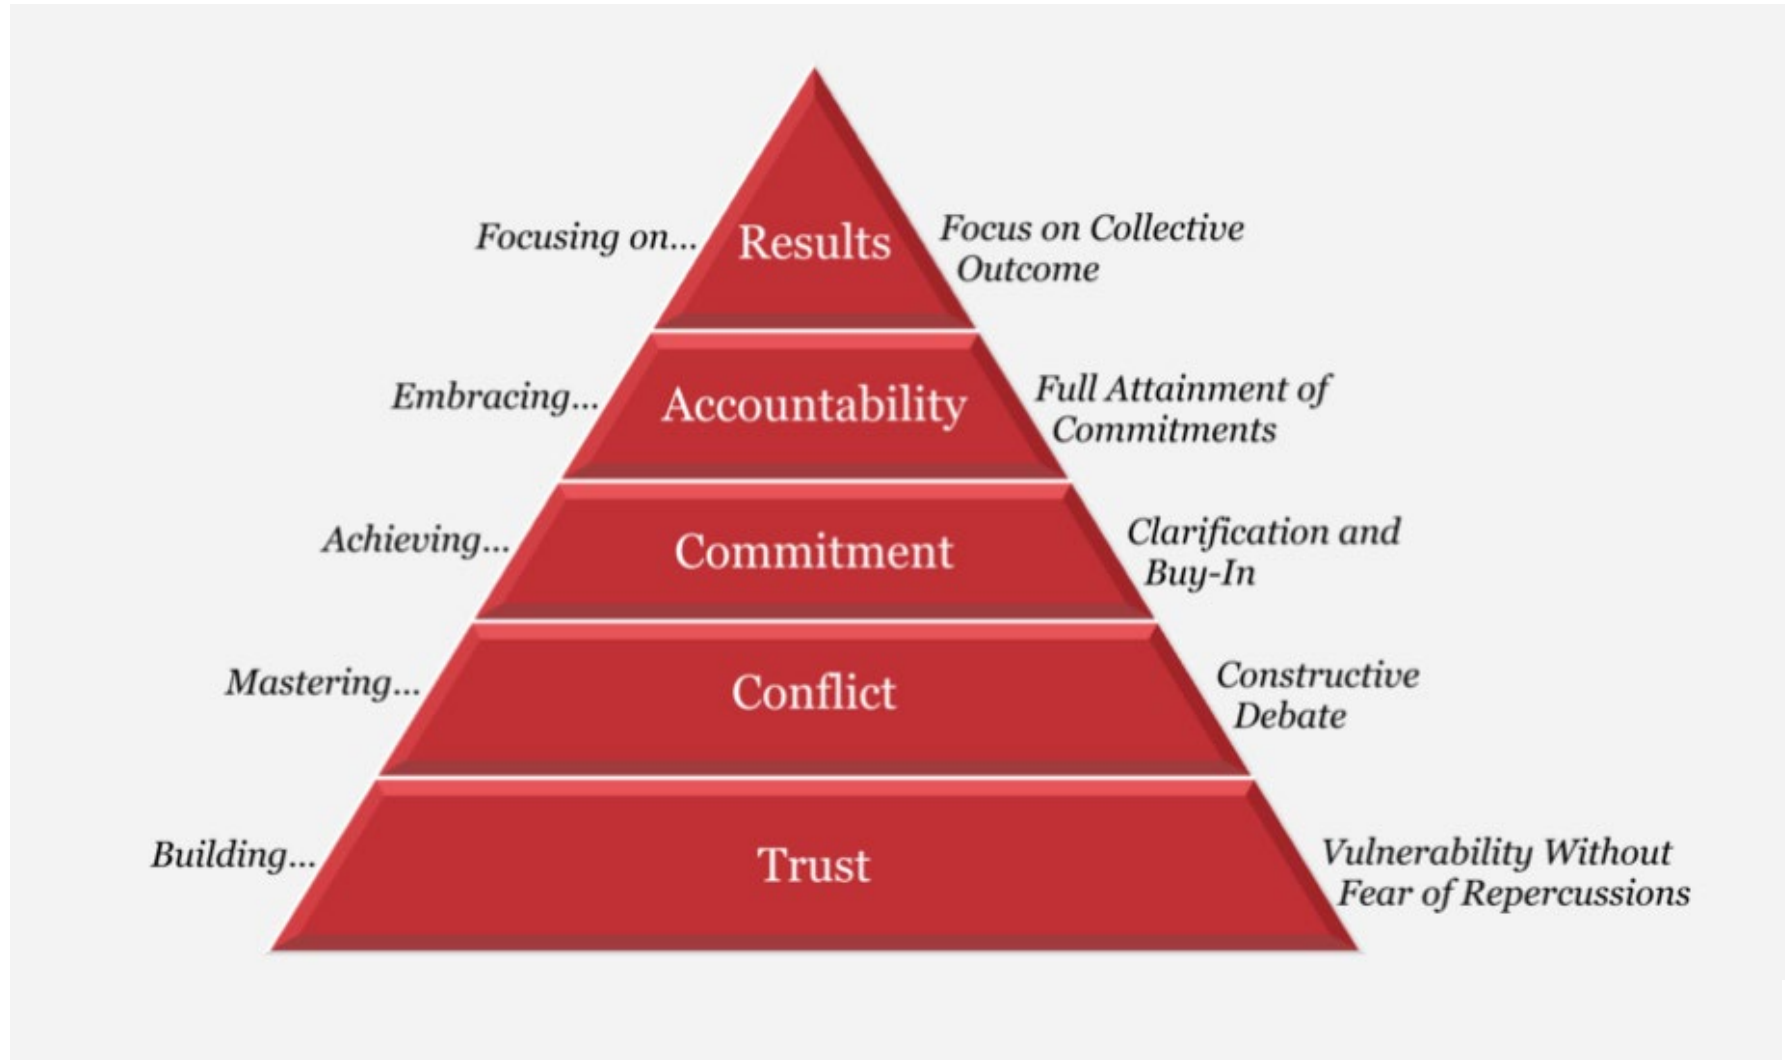 Focusing on...
Results
Focus on Collective
Outcome
Embracing...
Accountability
Full Attainment of
Commitments
Achieving...
Commitment
Clarification and
Buy-In
Mastering...
Conflict
Constructive
Debate
Building...
Trust
Vulnerability Without
Fear of Repercussions